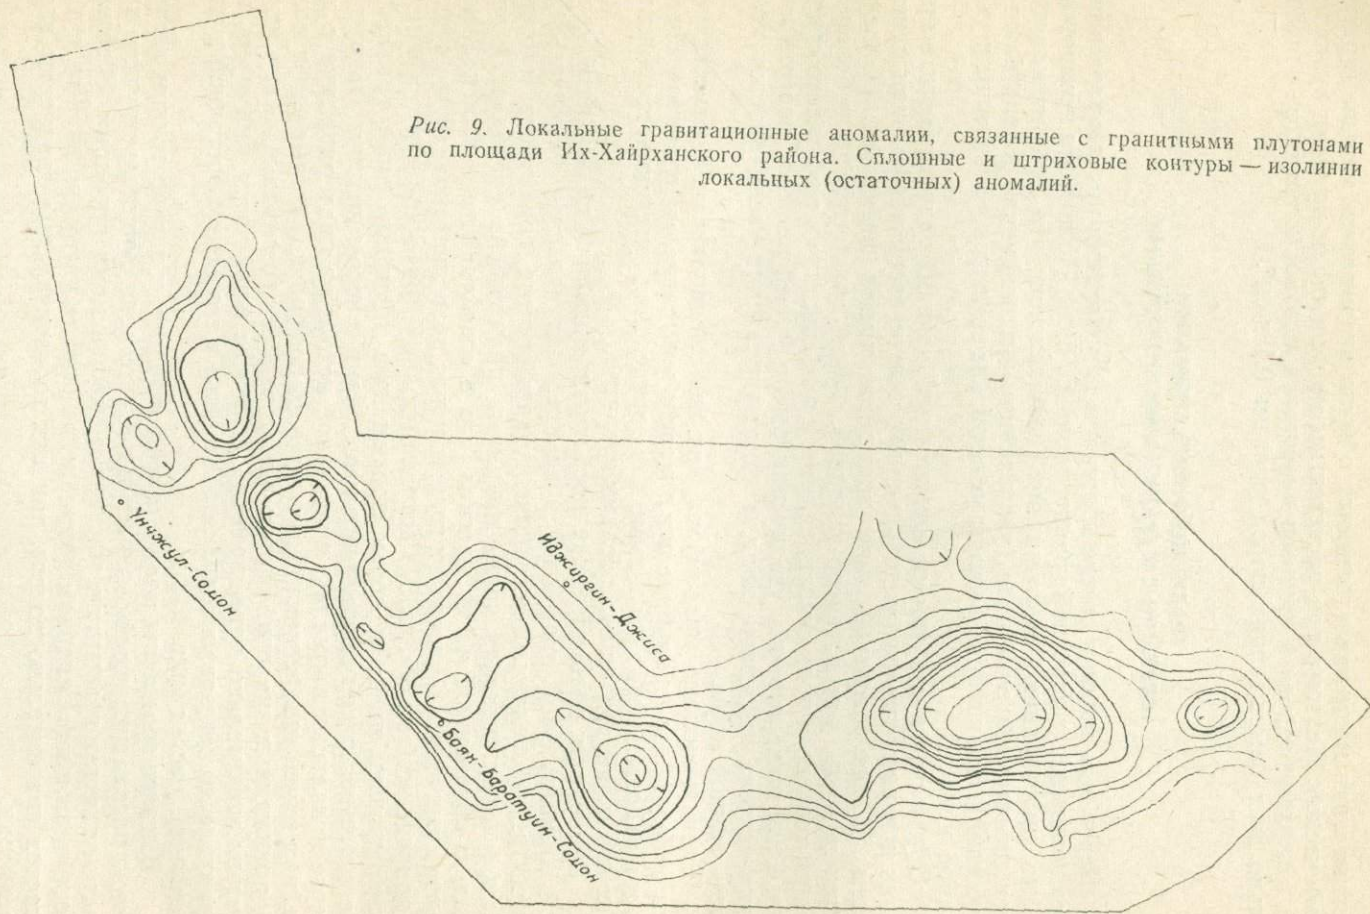 Рис. 9. Локальные гравитационные аномалии, связанные с гранитными плутонами
по площади Их-Хайрханского района. Сплошные и штриховые контуры — изолинии
локальных (остаточных) аномалий.
Унчжул-Сомон
Иджиргин-Джиса
Баян-Баратуин-Сомон